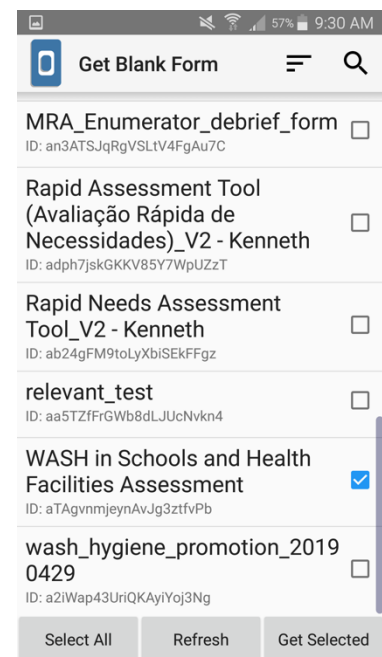 57% 9:30 AM
Get Blank Form
MRA_Enumerator_debrief_form
ID: an3ATSJqRgVSLtV4FgAu7C
Rapid Assessment Tool
(Avaliação Rápida de
Necessidades)_V2 - Kenneth
ID: adph7jskGKKV85Y7WpUZzT
Rapid Needs Assessment
Tool_V2 - Kenneth
ID: ab24gFM9toLyXbiSEkFFgz
relevant_test
ID: aa5TZfFrGWb8dLJUcNvkn4
WASH in Schools and Health
Facilities Assessment
ID: aTAgvnmjeynAvJg3ztfvPb
wash_hygiene_promotion_2019
0429
ID: a2iWap43UriQKAyiYoj3Ng
Select All Refresh Get Selected